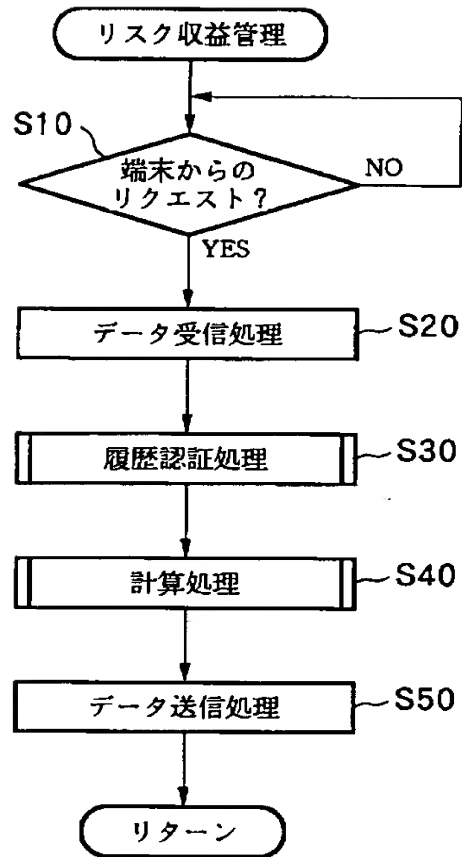 リスク収益管理
S10
端末からの
リクエスト?
NO
YES
データ受信処理
S20
履歴認証処理
S30
計算処理
S40
データ送信処理
S50
リターン